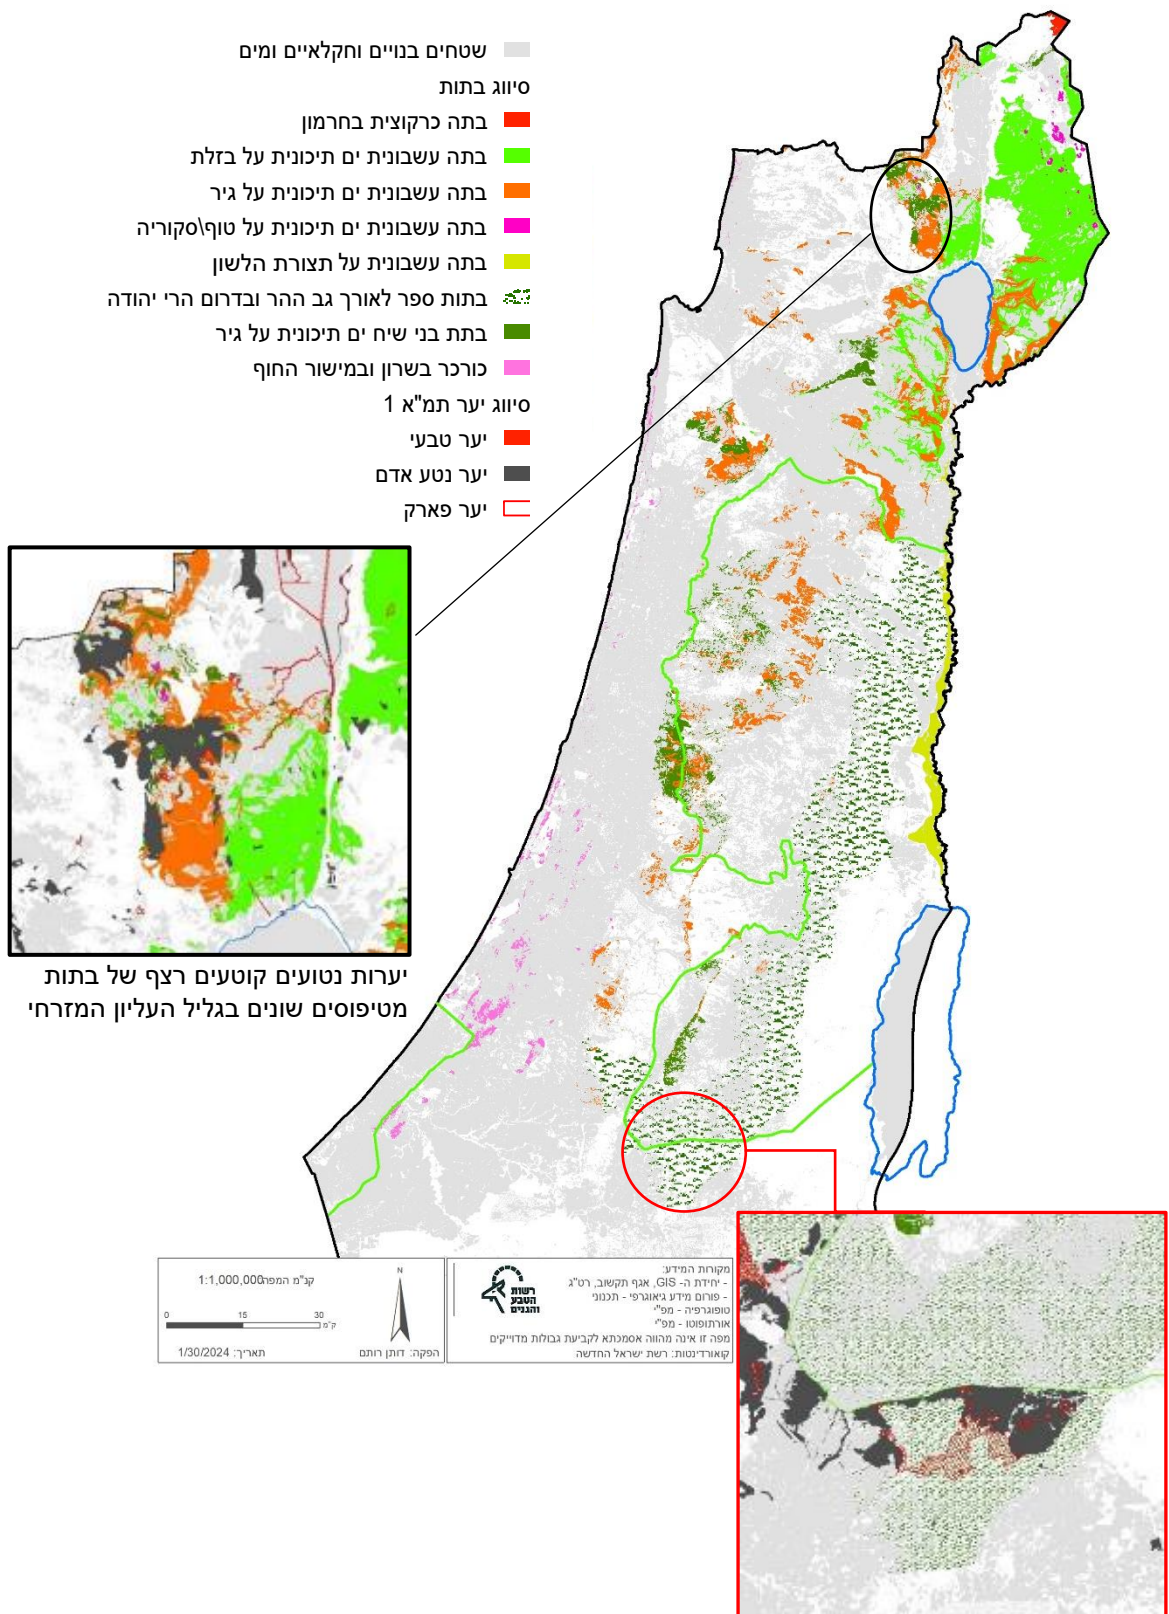 שטחים בנויים וחקלאיים ומים
סיווג בתות
בתה כרקוצית בחרמון
בתה עשבונית ים תיכונית על בזלת
בתה עשבונית ים תיכונית על גיר
בתה עשבונית ים תיכונית על טוף\סקוריה
בתה עשבונית על תצורת הלשון
בתות ספר לאורך גב ההר ובדרום הרי יהודה
בתת בני שיח ים תיכונית על גיר
כורכר בשרון ובמישור החוף
סיווג יער תמ"א 1
יער טבעי
יער נטע אדם
יער פארק
יערות נטועים קוטעים רצף של בתות
מטיפוסים שונים בגליל העליון המזרחי
קנ"מ המפה 1:1,000,000
0 15 30
ק"מ
תאריך: 1/30/2024
N
הפקה: דותן רותם
רשות
הטבע
והגנים
מקורות המידע:
- יחידת ה- GIS, אגף תקשוב, רט"ג
- פורום מידע גיאוגרפי - תכנוני
טופוגרפיה - מפ"י
אורתופוטו - מפ"י
מפה זו אינה מהווה אסמכתא לקביעת גבולות מדוייקים
קואורדינטות: רשת ישראל החדשה